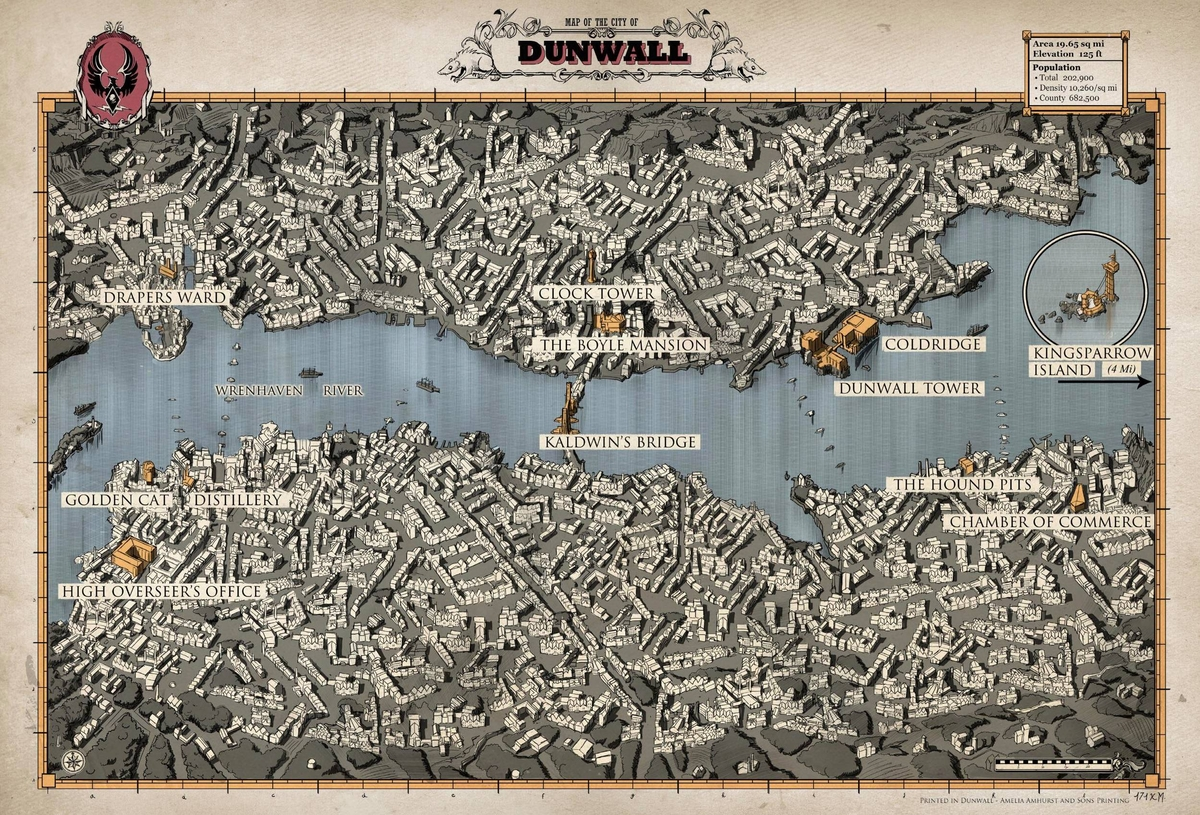 MAP OF THE CITY OF
DUNWALL
Area 19.65 sq mi
Elevation 125 ft
Population
• Total 202,900
• Density 10,260/sq mi
• County 682,500
DRAPERS WARD
CLOCK TOWER
THE BOYLE MANSION
COLDRIDGE
KINGSPARROW
ISLAND (4 Mi)
DUNWALL TOWER
WRENHAVEN RIVER
KALDWIN'S BRIDGE
GOLDEN CAT
DISTILLERY
THE HOUND PITS
CHAMBER OF COMMERCE
HIGH OVERSEER'S OFFICE
PRINTED IN DUNWALL - AMELIA AMHURST AND SONS PRINTING